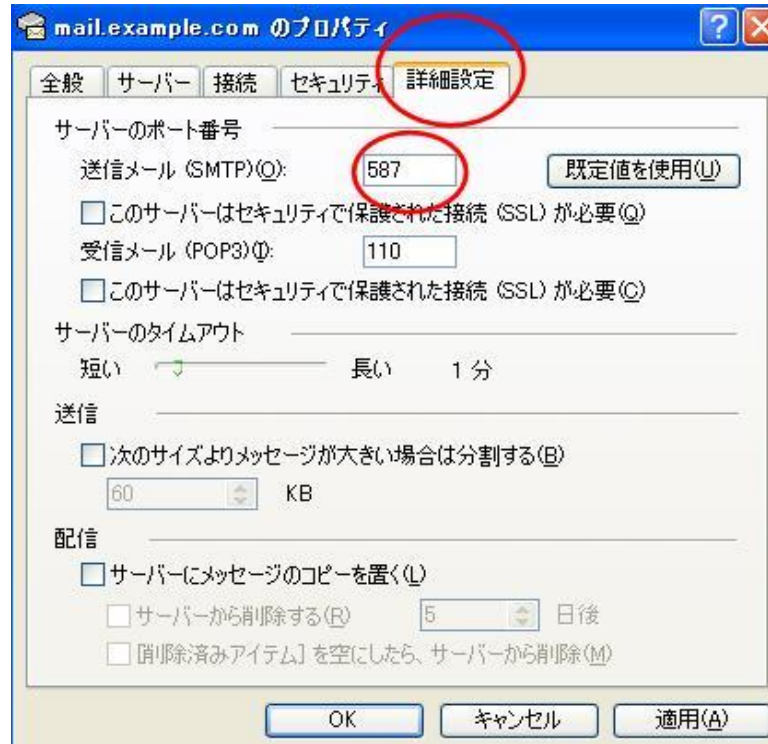 mail.example.com のプロパティ
全般 サーバー 接続 セキュリティ 詳細設定
サーバーのポート番号
送信メール (SMTP)(O): 587 既定値を使用(U)
このサーバーはセキュリティで保護された接続 (SSL) が必要(Q)
受信メール (POP3)(I): 110
このサーバーはセキュリティで保護された接続 (SSL) が必要(C)
サーバーのタイムアウト
短い 長い 1 分
送信
次のサイズよりメッセージが大きい場合は分割する(B)
60 KB
配信
サーバーにメッセージのコピーを置く(L)
サーバーから削除する(R) 5 日後
[削除済みアイテム] を空にしたら、サーバーから削除(M)
OK キャンセル 適用(A)